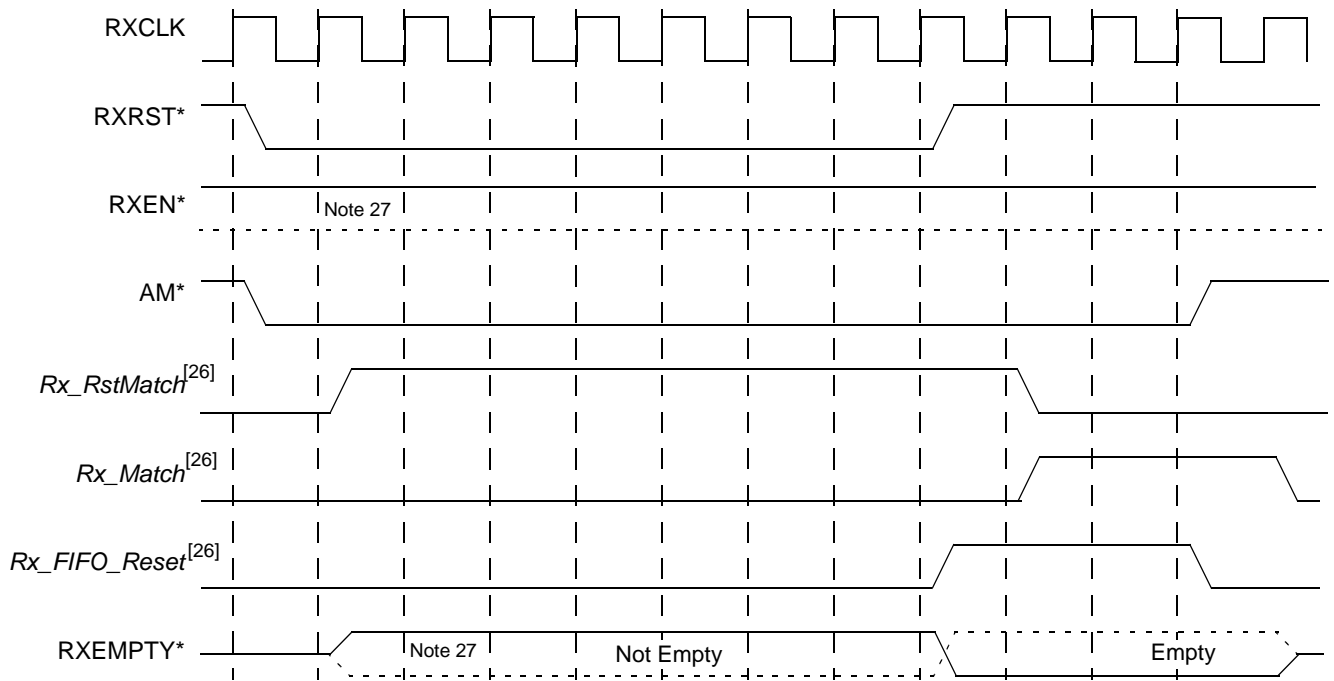 RXCLK
RXRST*
RXEN*
Note 27
AM*
Rx_RstMatch[26]
Rx_Match[26]
Rx_FIFO_Reset[26]
RXEMPTY*
Note 27
Not Empty
Empty